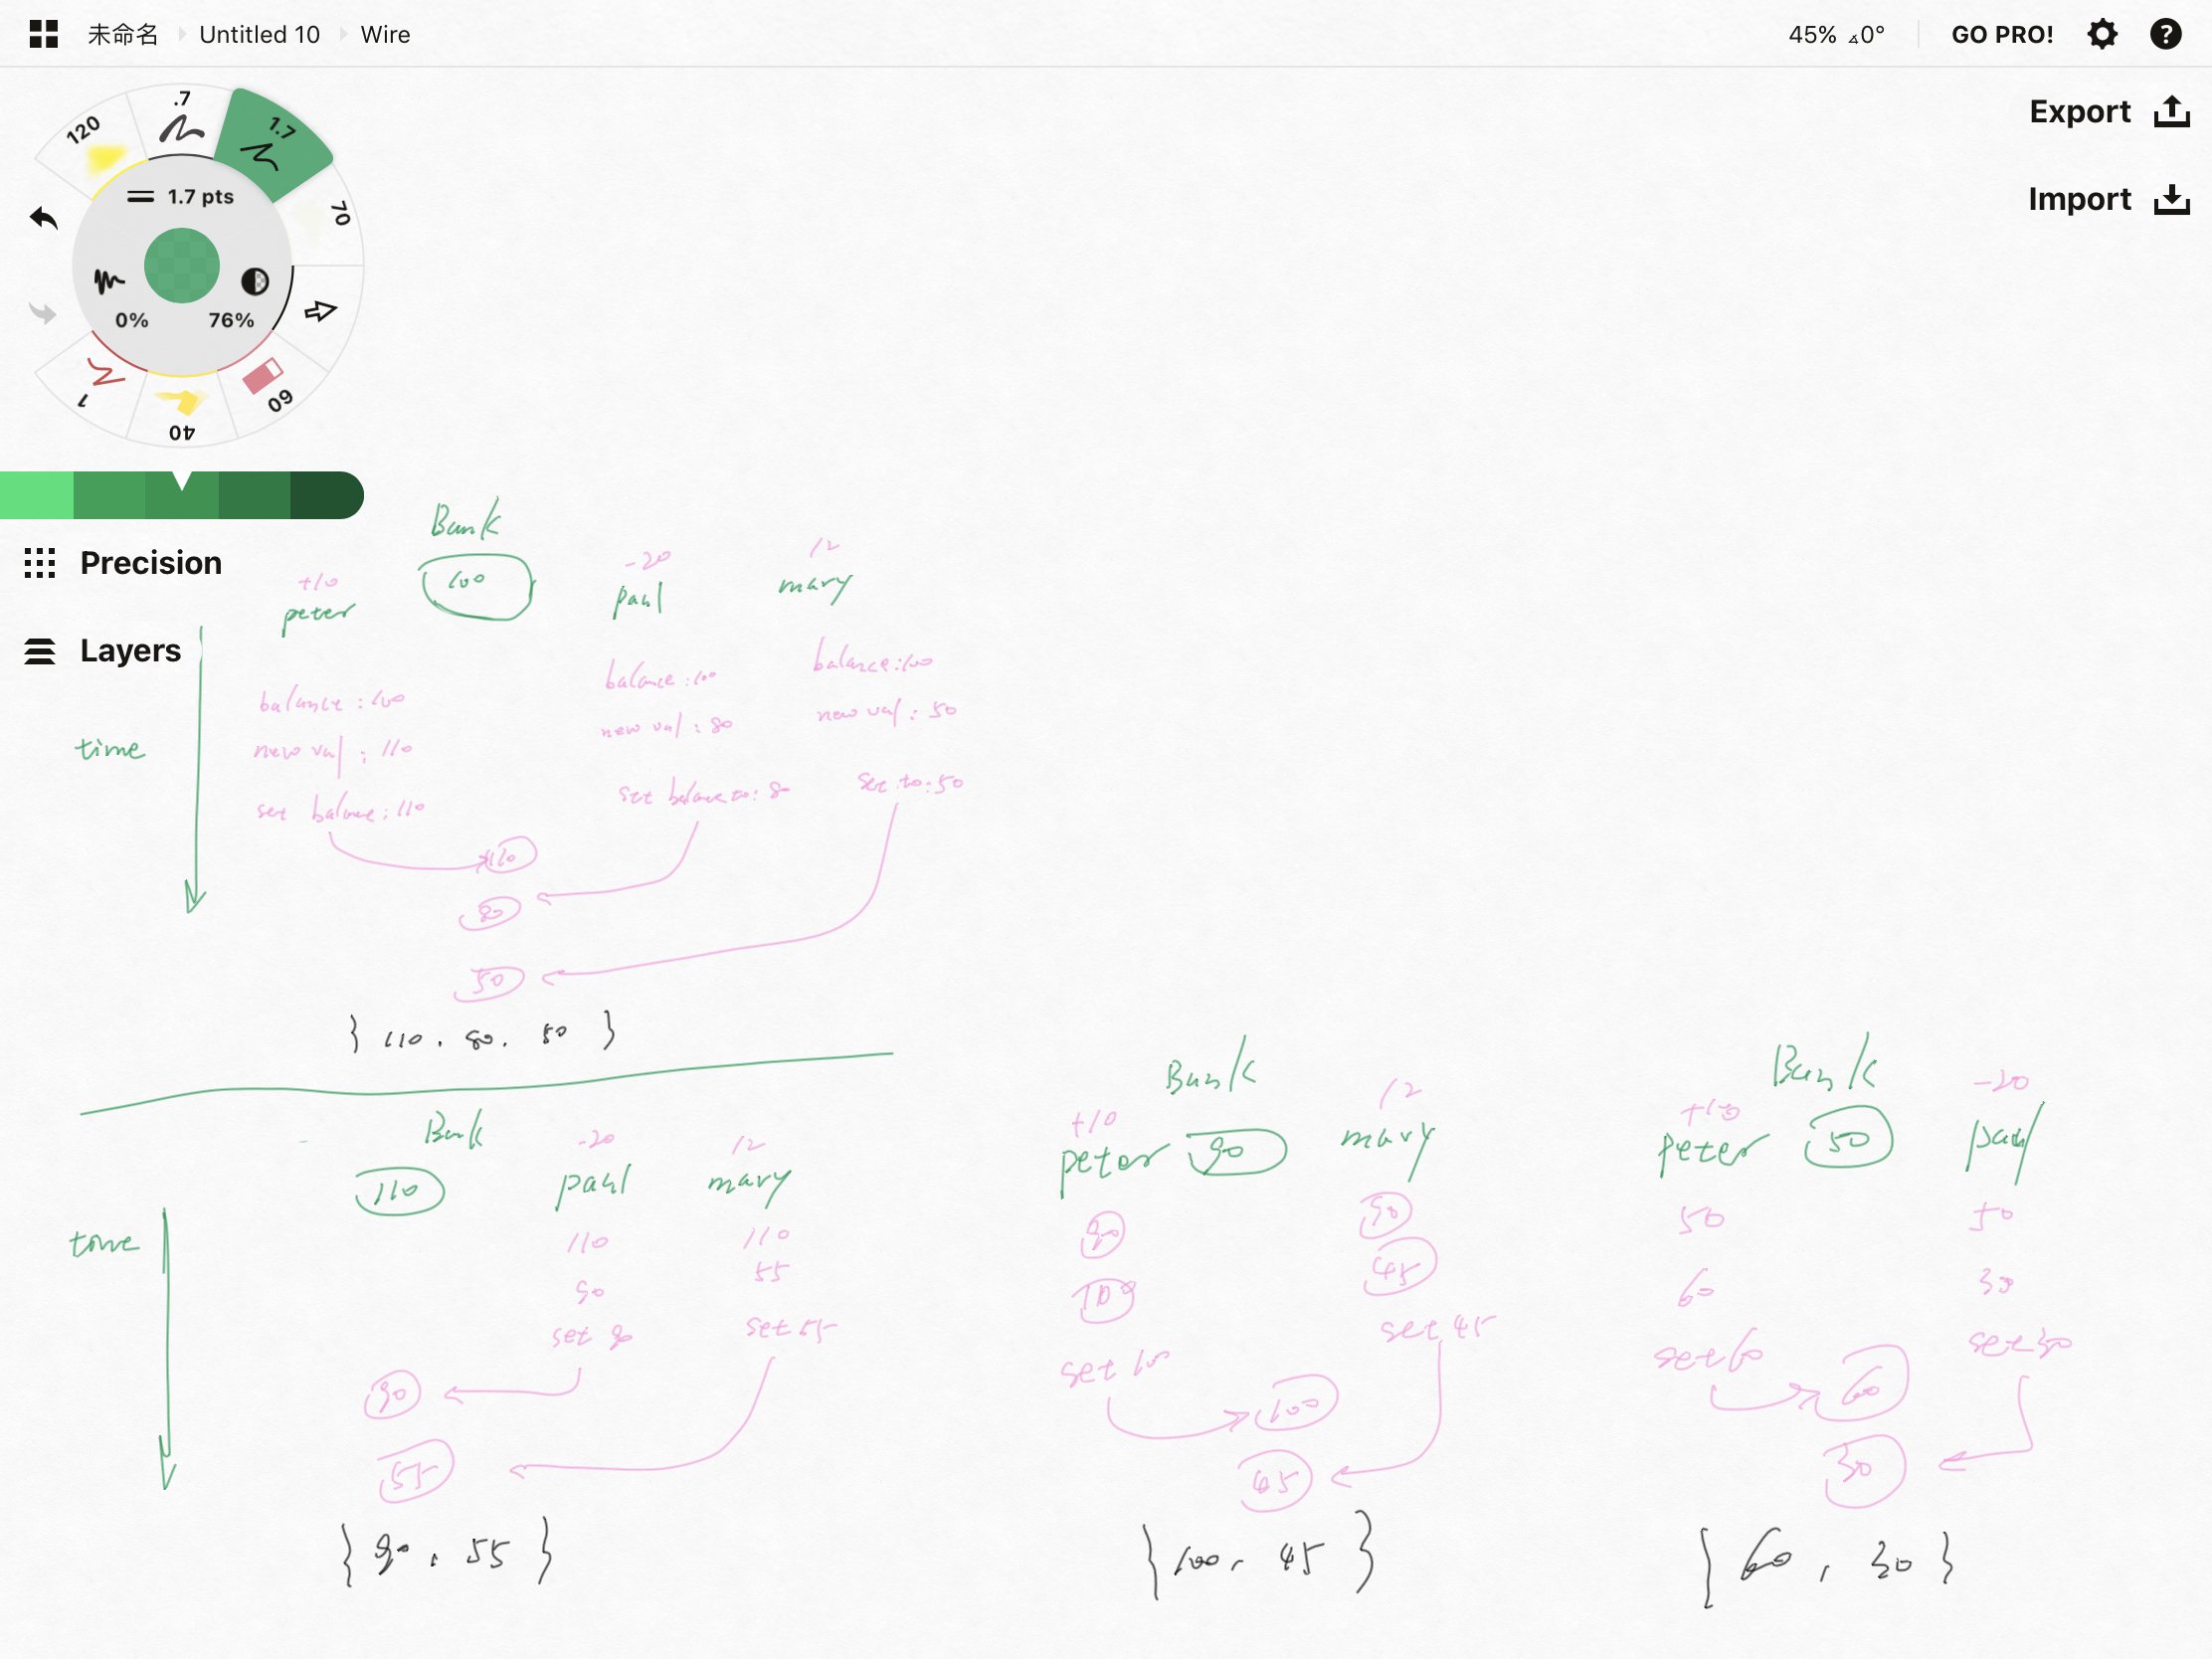 未命名 Untitled 10 Wire
45% ⦟0° GO PRO! ?
Export
Import
120 .7 1.7 70
1.7 pts
0% 76%
1 40 60
Precision
Layers
Bank
100
+10
peter
-20
paul
/2
mary
time
balance : 100
new val : 110
set balance : 110
balance : 100
new val : 80
set balance to : 80
balance : 100
new val : 50
set to : 50
110
80
50
{ 110 . 80 . 50 }
Bank
110
-20
paul
/2
mary
time
110
90
set 90
110
55
set 55
90
55
{ 90 . 55 }
Bank
+10
peter
90
/2
mary
90
100
set 100
90
45
set 45
100
45
{ 100 , 45 }
Bank
+10
Peter
50
-20
paul
50
60
set 60
50
30
set 30
60
30
{ 60 , 30 }